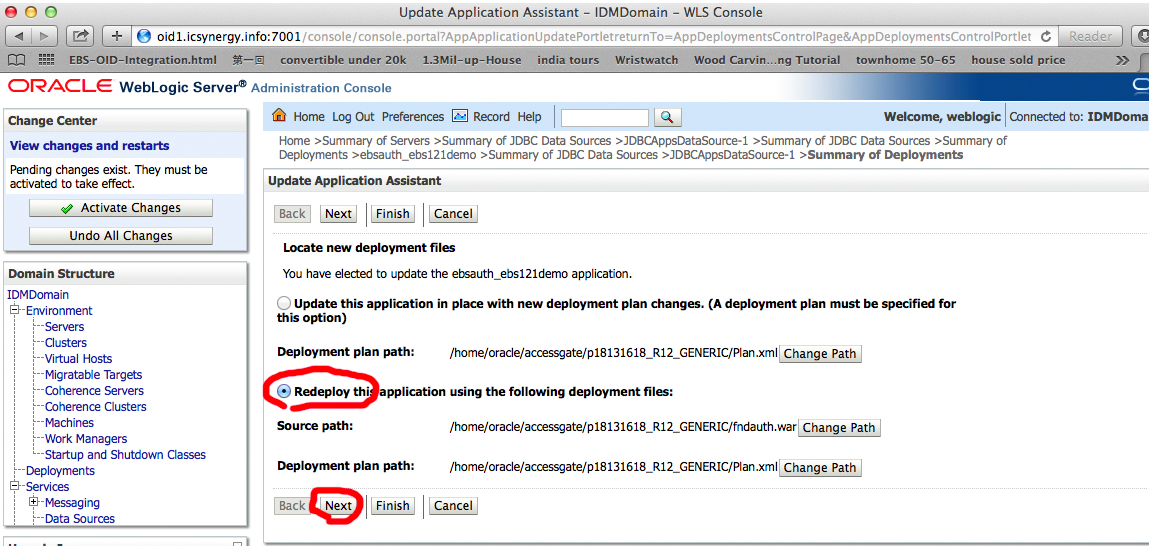 Update Application Assistant – IDMDomain – WLS Console
oid1.icsynergy.info:7001/console/console.portal?AppApplicationUpdatePortletreturnTo=AppDeploymentsControlPage&AppDeploymentsControlPortlet
Reader
EBS-OID-Integration.html 第一回 convertible under 20k 1.3Mil-up-House india tours Wristwatch Wood Carvin...ng Tutorial townhome 50-65 house sold price
ORACLE WebLogic Server® Administration Console
Change Center
View changes and restarts
Pending changes exist. They must be
activated to take effect.
Activate Changes
Undo All Changes
Domain Structure
IDMDomain
Environment
Servers
Clusters
Virtual Hosts
Migratable Targets
Coherence Servers
Coherence Clusters
Machines
Work Managers
Startup and Shutdown Classes
Deployments
Services
Messaging
Data Sources
Home Log Out Preferences Record Help
Welcome, weblogic Connected to: IDMDoma
Home >Summary of Servers >Summary of JDBC Data Sources >JDBCAppsDataSource-1 >Summary of JDBC Data Sources >Summary of
Deployments >ebsauth_ebs121demo >Summary of JDBC Data Sources >JDBCAppsDataSource-1 >Summary of Deployments
Update Application Assistant
Back Next Finish Cancel
Locate new deployment files
You have elected to update the ebsauth_ebs121demo application.
Update this application in place with new deployment plan changes. (A deployment plan must be specified for
this option)
Deployment plan path: /home/oracle/accessgate/p18131618_R12_GENERIC/Plan.xml Change Path
Redeploy this application using the following deployment files:
Source path: /home/oracle/accessgate/p18131618_R12_GENERIC/fndauth.war Change Path
Deployment plan path: /home/oracle/accessgate/p18131618_R12_GENERIC/Plan.xml Change Path
Back Next Finish Cancel